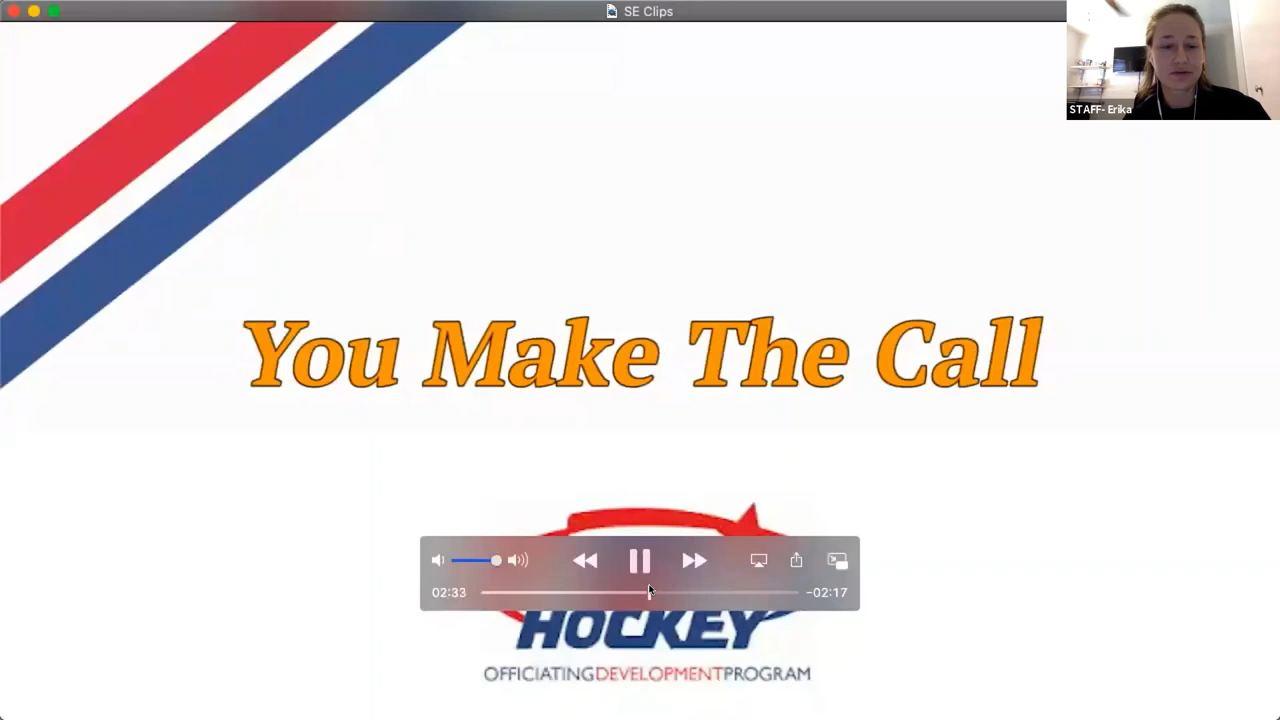 SE Clips
STAFF- Erika
You Make The Call
02:33
-02:17
HOCKEY
OFFICIATINGDEVELOPMENTPROGRAM